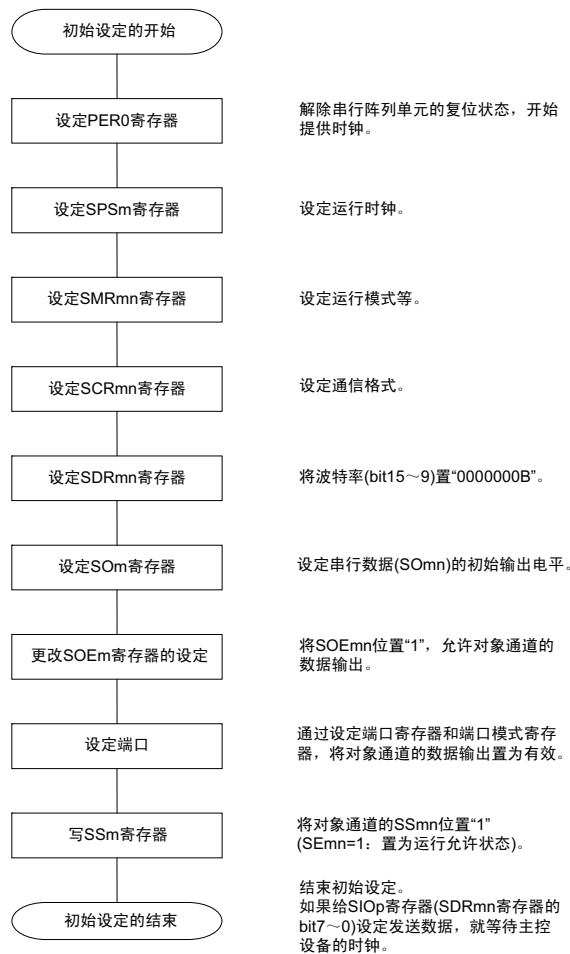 初始设定的开始
设定PER0寄存器
解除串行阵列单元的复位状态，开始
提供时钟。
设定SPSm寄存器
设定运行时钟。
设定SMRmn寄存器
设定运行模式等。
设定SCRmn寄存器
设定通信格式。
设定SDRmn寄存器
将波特率(bit15～9)置“0000000B”。
设定SOm寄存器
设定串行数据(SOmn)的初始输出电平。
更改SOEm寄存器的设定
将SOEmn位置“1”，允许对象通道的
数据输出。
设定端口
通过设定端口寄存器和端口模式寄存
器，将对象通道的数据输出置为有效。
写SSm寄存器
将对象通道的SSmn位置“1”
(SEmn=1：置为运行允许状态)。
初始设定的结束
结束初始设定。
如果给SIOp寄存器(SDRmn寄存器的
bit7～0)设定发送数据，就等待主控
设备的时钟。